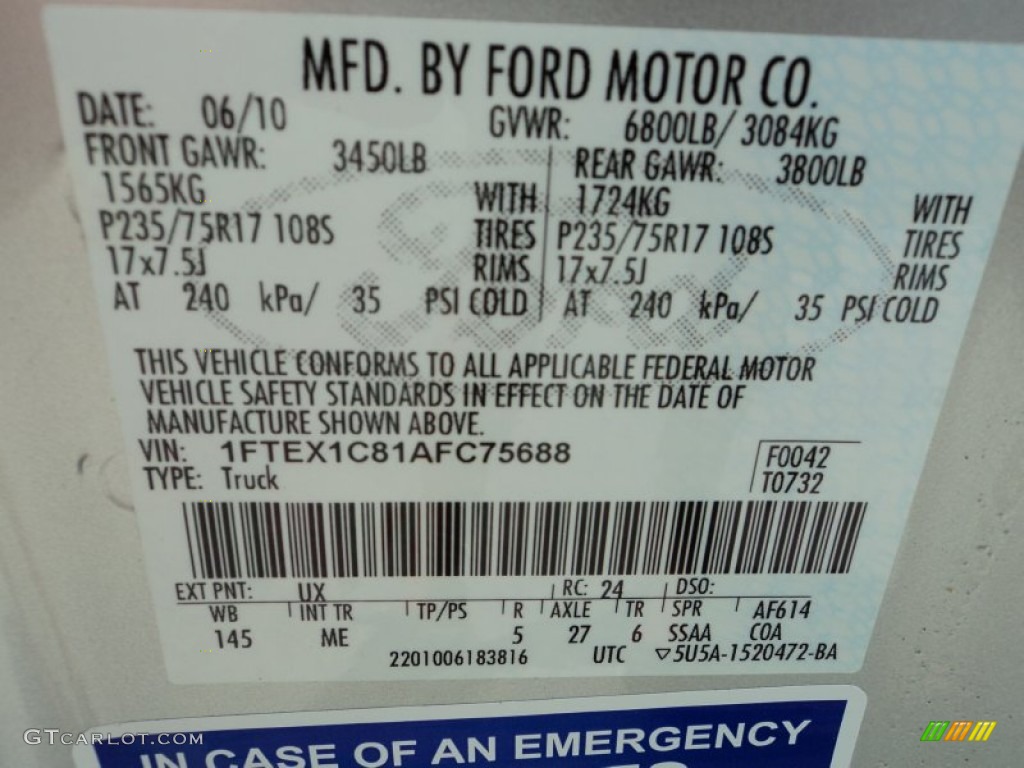 MFD. BY FORD MOTOR CO.
DATE: 06/10 GVWR: 6800LB/ 3084KG
FRONT GAWR: 3450LB REAR GAWR: 3800LB
1565KG WITH 1724KG WITH
P235/75R17 108S TIRES P235/75R17 108S TIRES
17x7.5J RIMS 17x7.5J RIMS
AT 240 kPa/ 35 PSI COLD AT 240 kPa/ 35 PSI COLD
THIS VEHICLE CONFORMS TO ALL APPLICABLE FEDERAL MOTOR
VEHICLE SAFETY STANDARDS IN EFFECT ON THE DATE OF
MANUFACTURE SHOWN ABOVE.
VIN: 1FTEX1C81AFC75688 F0042
TYPE: Truck T0732
EXT PNT: UX RC: 24 DSO:
WB INT TR TP/PS R AXLE TR SPR AF614
145 ME 5 27 6 SSAA COA
2201006183816 UTC ▽5U5A-1520472-BA
IN CASE OF AN EMERGENCY
GTcarlot.com